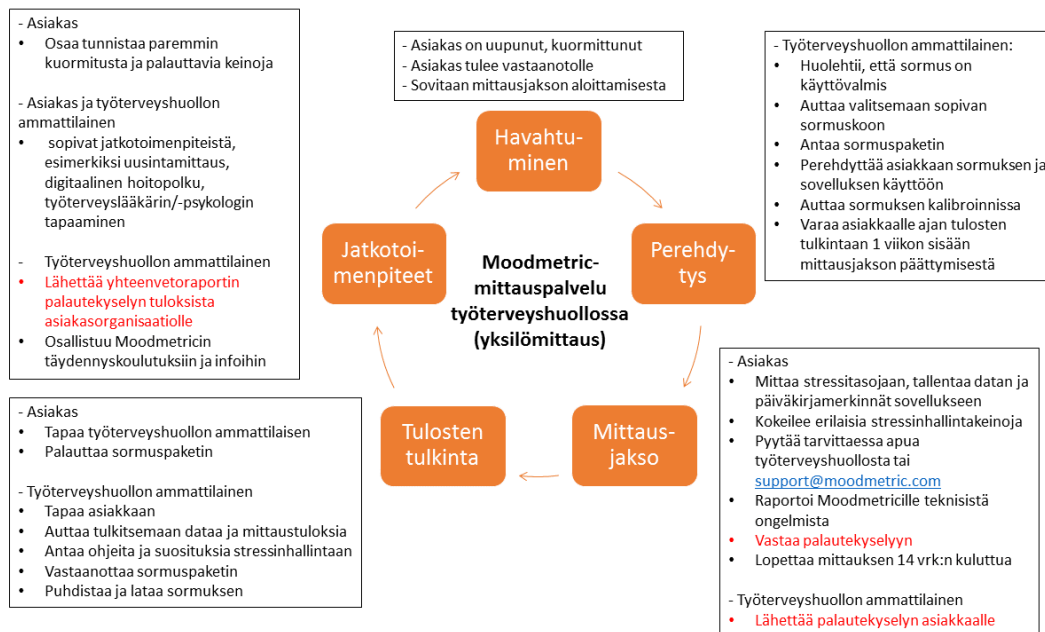 - Asiakas
• Osaa tunnistaa paremmin
kuormitusta ja palauttavia keinoja
- Asiakas ja työterveyshuollon
ammattilainen
• sopivat jatkotoimenpiteistä,
esimerkiksi uusintamittaus,
digitaalinen hoitopolku,
työterveyslääkärin/-psykologin
tapaaminen
- Työterveyshuollon ammattilainen
• Lähettää yhteenvetoraportin
palautekyselyn tuloksista
asiakasorganisaatiolle
• Osallistuu Moodmetricin
täydennyskoulutuksiin ja infoihin
- Asiakas on uupunut, kuormittunut
- Asiakas tulee vastaanotolle
- Sovitaan mittausjakson aloittamisesta
- Työterveyshuollon ammattilainen:
• Huolehtii, että sormus on
käyttövalmis
• Auttaa valitsemaan sopivan
sormuskoon
• Antaa sormuspaketin
• Perehdyttää asiakkaan sormuksen ja
sovelluksen käyttöön
• Auttaa sormuksen kalibroinnissa
• Varaa asiakkaalle ajan tulosten
tulkintaan 1 viikon sisään
mittausjakson päättymisestä
Havahtu-
minen
Jatkotoi-
menpiteet
Moodmetric-
mittauspalvelu
työterveyshuollossa
(yksilömittaus)
Perehdy-
tys
Tulosten
tulkinta
Mittaus-
jakso
- Asiakas
• Tapaa työterveyshuollon ammattilaisen
• Palauttaa sormuspaketin
- Työterveyshuollon ammattilainen
• Tapaa asiakkaan
• Auttaa tulkitsemaan dataa ja mittaustuloksia
• Antaa ohjeita ja suosituksia stressinhallintaan
• Vastaanottaa sormuspaketin
• Puhdistaa ja lataa sormuksen
- Asiakas
• Mittaa stressitasojaan, tallentaa datan ja
päiväkirjamerkinnät sovellukseen
• Kokeilee erilaisia stressinhallintakeinoja
• Pyytää tarvittaessa apua
työterveyshuollosta tai
support@moodmetric.com
• Raportoi Moodmetricille teknisistä
ongelmista
• Vastaa palautekyselyyn
• Lopettaa mittauksen 14 vrk:n kuluttua
- Työterveyshuollon ammattilainen
• Lähettää palautekyselyn asiakkaalle